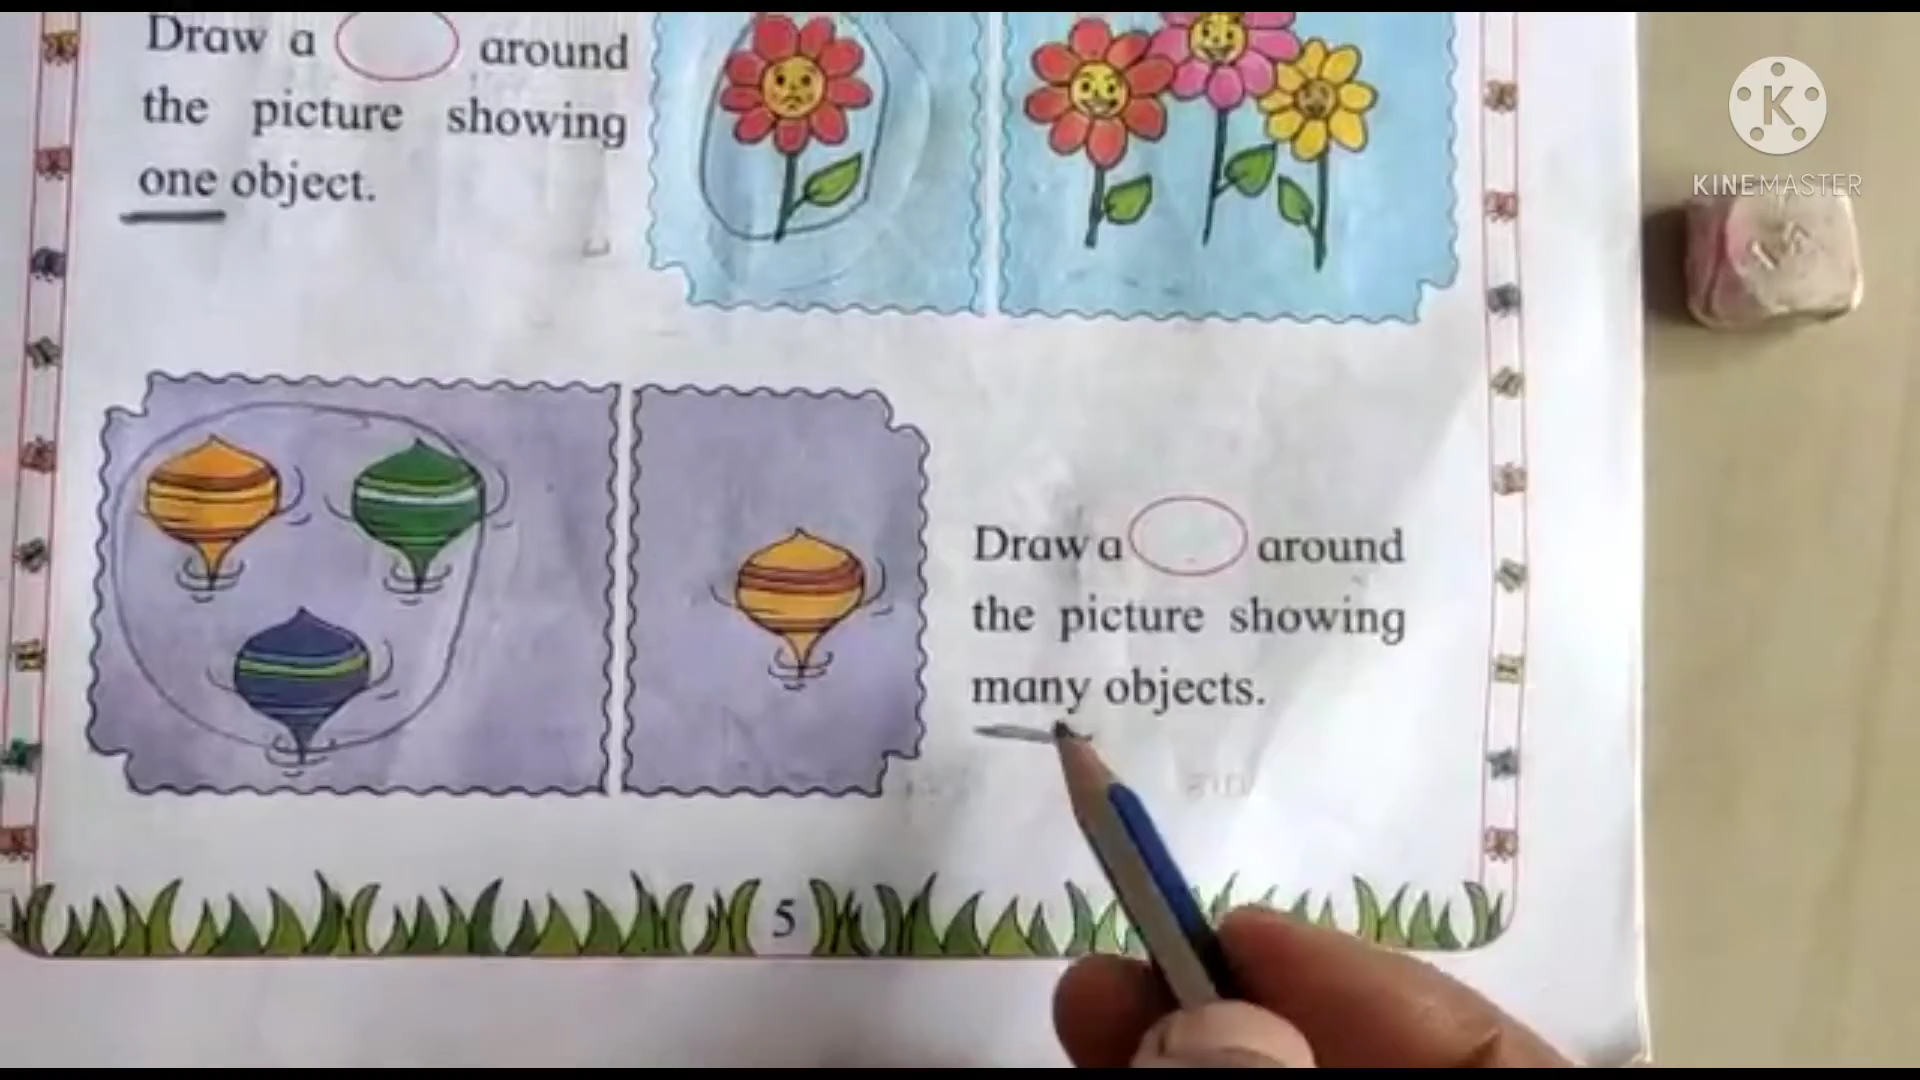 Draw a around
the picture showing
one object.
KINEMASTER
Draw a around
the picture showing
many objects.
5